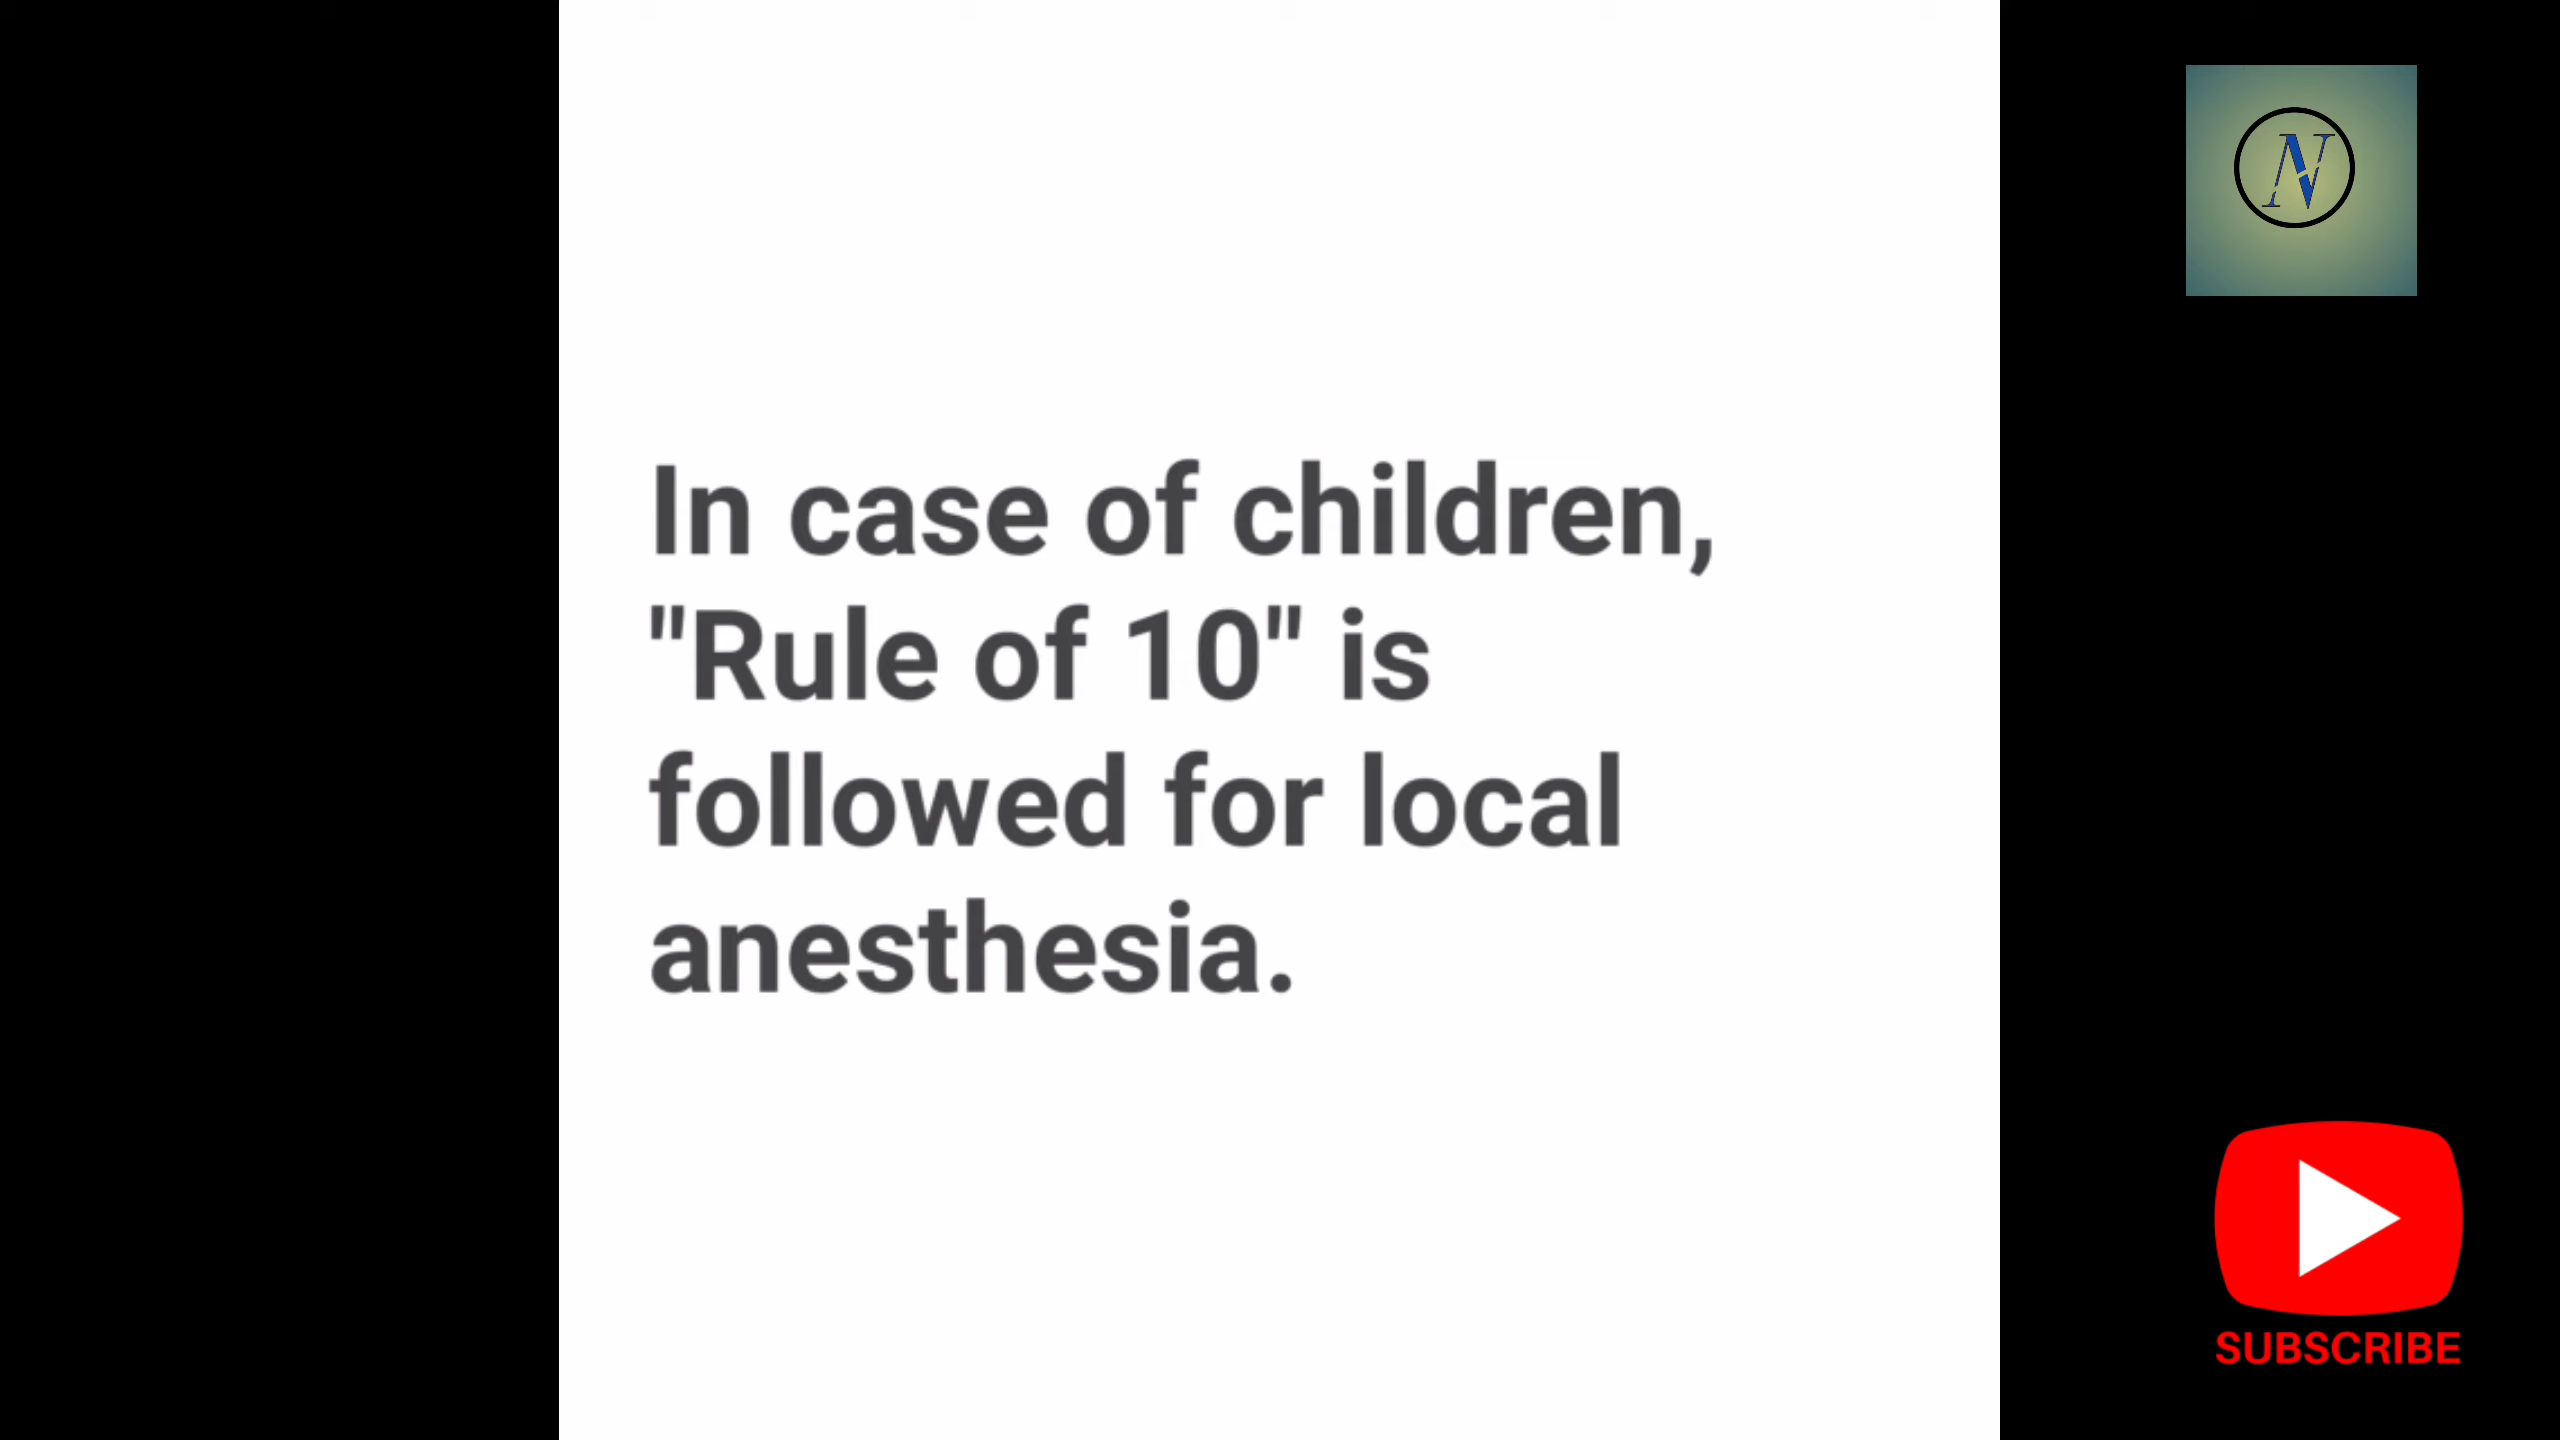 In case of children,
"Rule of 10" is
followed for local
anesthesia.
N
SUBSCRIBE